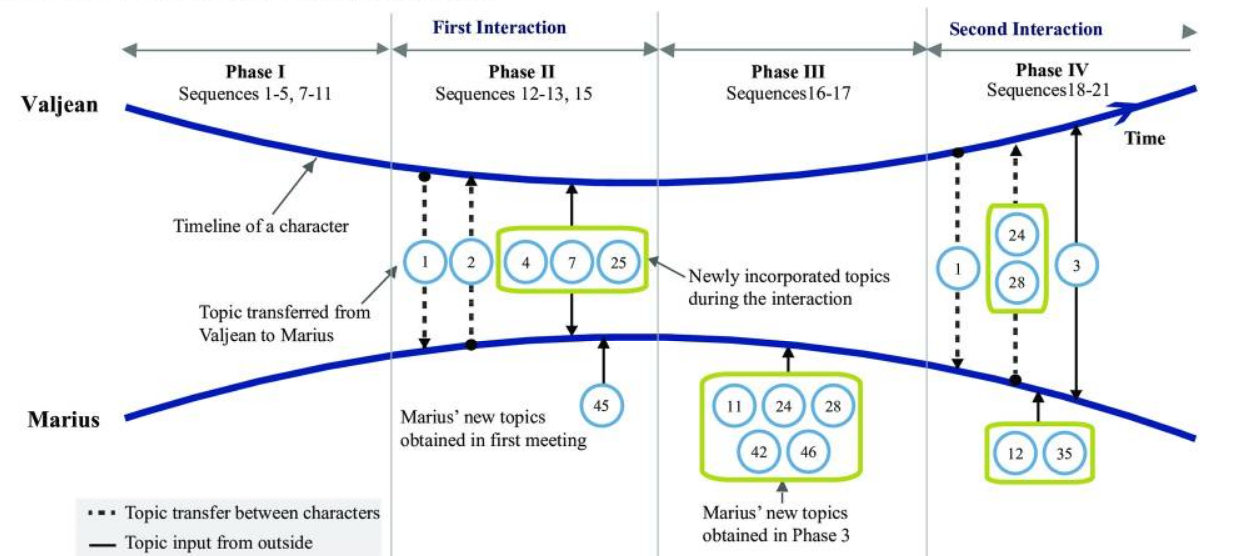 First Interaction
Second Interaction
Phase I
Sequences 1-5, 7-11
Phase II
Sequences 12-13, 15
Phase III
Sequences16-17
Phase IV
Sequences18-21
Valjean
Time
Timeline of a character
24
1
2
4
7
25
1
28
3
Newly incorporated topics
during the interaction
Topic transferred from
Valjean to Marius
Marius
Marius' new topics
obtained in first meeting
45
11
24
28
42
46
12
35
Marius' new topics
obtained in Phase 3
Topic transfer between characters
Topic input from outside